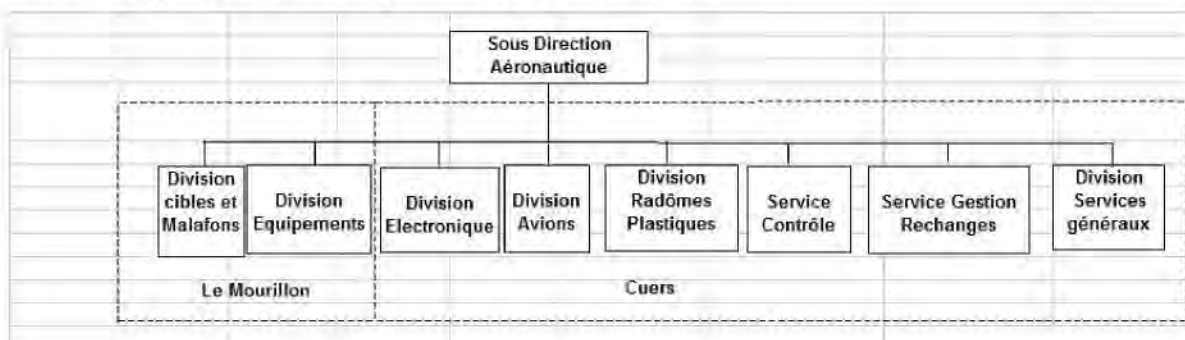 Sous Direction
Aéronautique
Division
cibles et
Malafons
Division
Equipements
Division
Electronique
Division
Avions
Division
Radômes
Plastiques
Service
Contrôle
Service Gestion
Rechanges
Division
Services
généraux
Le Mourillon
Cuers